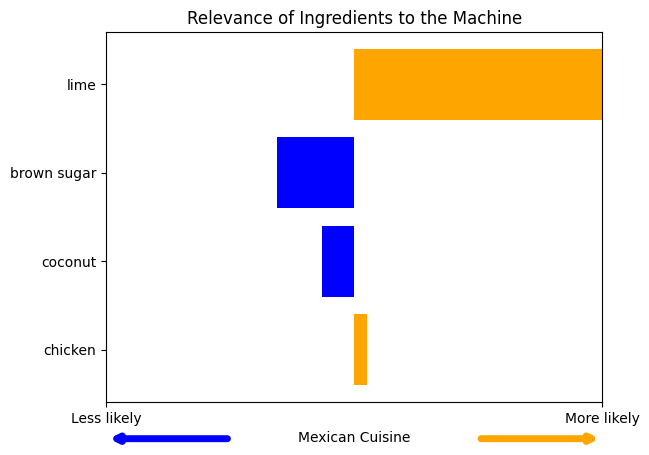 Relevance of Ingredients to the Machine
lime
brown sugar
coconut
chicken
Less likely
More likely
Mexican Cuisine